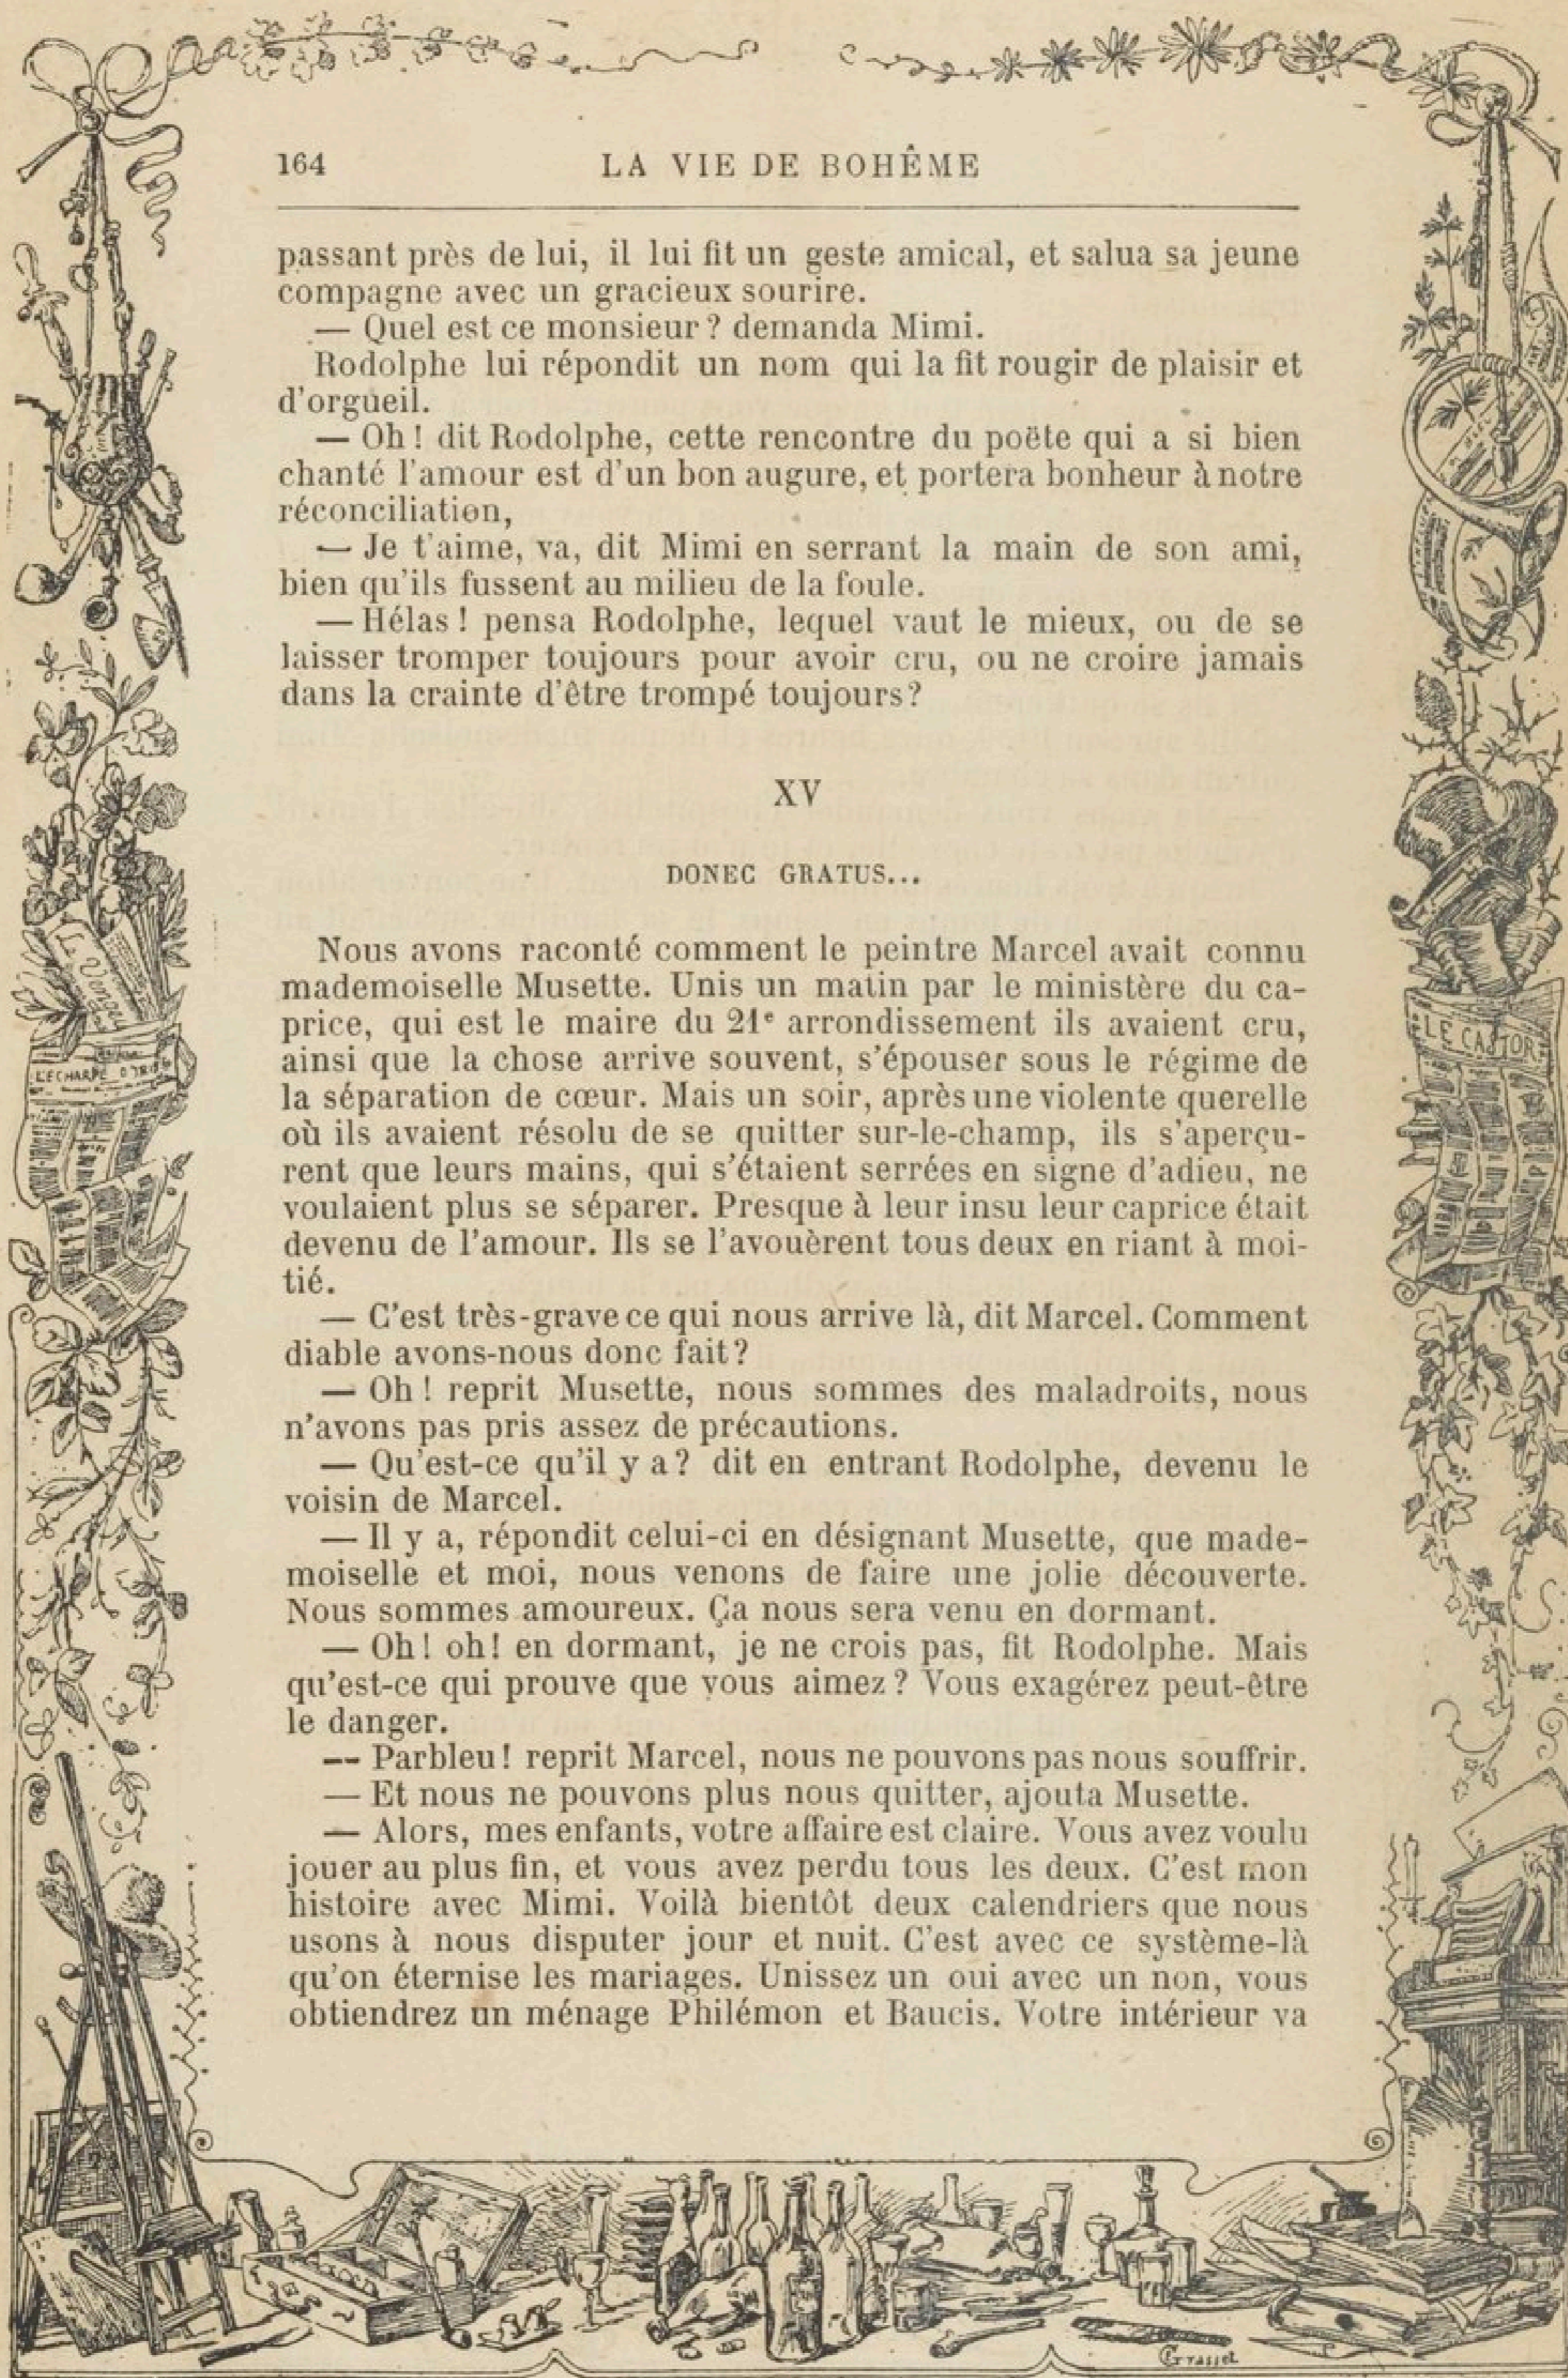 164 LA VIE DE BOHÊME
passant près de lui, il lui fit un geste amical, et salua sa jeune
compagne avec un gracieux sourire.
— Quel est ce monsieur ? demanda Mimi.
Rodolphe lui répondit un nom qui la fit rougir de plaisir et
d'orgueil.
— Oh ! dit Rodolphe, cette rencontre du poëte qui a si bien
chanté l'amour est d'un bon augure, et portera bonheur à notre
réconciliation,
— Je t'aime, va, dit Mimi en serrant la main de son ami,
bien qu'ils fussent au milieu de la foule.
— Hélas ! pensa Rodolphe, lequel vaut le mieux, ou de se
laisser tromper toujours pour avoir cru, ou ne croire jamais
dans la crainte d'être trompé toujours ?
XV
DONEC GRATUS...
Nous avons raconté comment le peintre Marcel avait connu
mademoiselle Musette. Unis un matin par le ministère du ca-
price, qui est le maire du 21e arrondissement ils avaient cru,
ainsi que la chose arrive souvent, s'épouser sous le régime de
la séparation de cœur. Mais un soir, après une violente querelle
où ils avaient résolu de se quitter sur-le-champ, ils s'aperçu-
rent que leurs mains, qui s'étaient serrées en signe d'adieu, ne
voulaient plus se séparer. Presque à leur insu leur caprice était
devenu de l'amour. Ils se l'avouèrent tous deux en riant à moi-
tié.
— C'est très-grave ce qui nous arrive là, dit Marcel. Comment
diable avons-nous donc fait ?
— Oh ! reprit Musette, nous sommes des maladroits, nous
n'avons pas pris assez de précautions.
— Qu'est-ce qu'il y a ? dit en entrant Rodolphe, devenu le
voisin de Marcel.
— Il y a, répondit celui-ci en désignant Musette, que made-
moiselle et moi, nous venons de faire une jolie découverte.
Nous sommes amoureux. Ça nous sera venu en dormant.
— Oh ! oh ! en dormant, je ne crois pas, fit Rodolphe. Mais
qu'est-ce qui prouve que vous aimez ? Vous exagérez peut-être
le danger.
— Parbleu ! reprit Marcel, nous ne pouvons pas nous souffrir.
— Et nous ne pouvons plus nous quitter, ajouta Musette.
— Alors, mes enfants, votre affaire est claire. Vous avez voulu
jouer au plus fin, et vous avez perdu tous les deux. C'est mon
histoire avec Mimi. Voilà bientôt deux calendriers que nous
usons à nous disputer jour et nuit. C'est avec ce système-là
qu'on éternise les mariages. Unissez un oui avec un non, vous
obtiendrez un ménage Philémon et Baucis. Votre intérieur va
L'ECHARPE D'IRIS
LE CASTOR
Grasset